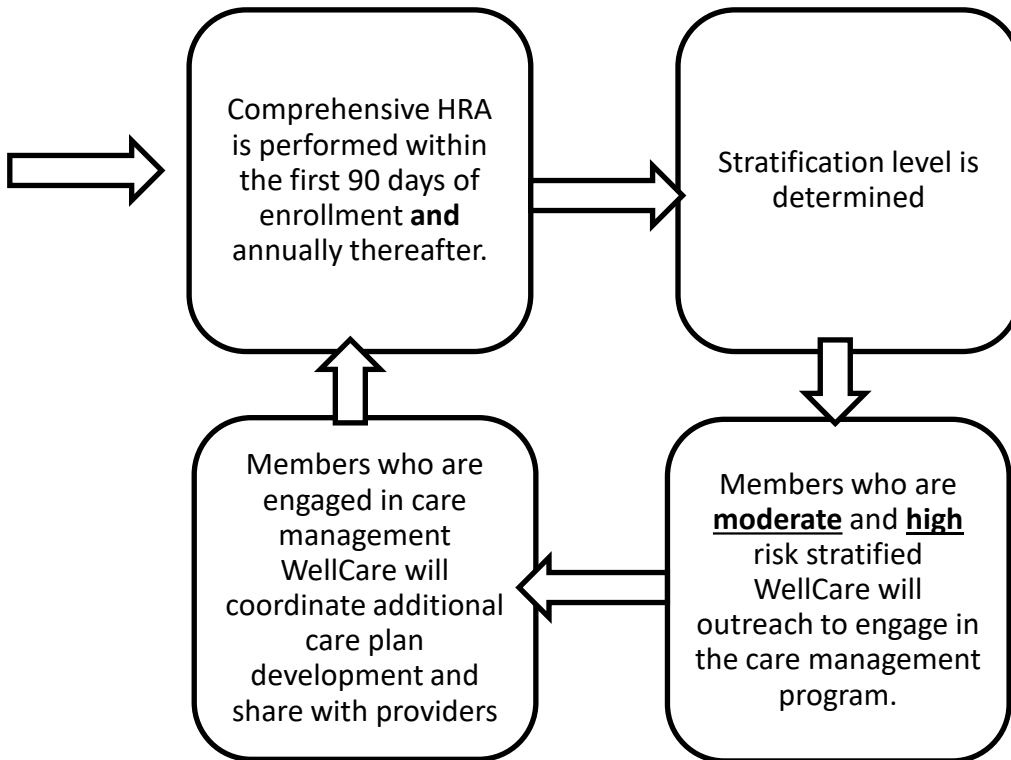 Comprehensive HRA
is performed within
the first 90 days of
enrollment and
annually thereafter.
Stratification level is
determined
Members who are
moderate and high
risk stratified
WellCare will
outreach to engage in
the care management
program.
Members who are
engaged in care
management
WellCare will
coordinate additional
care plan
development and
share with providers